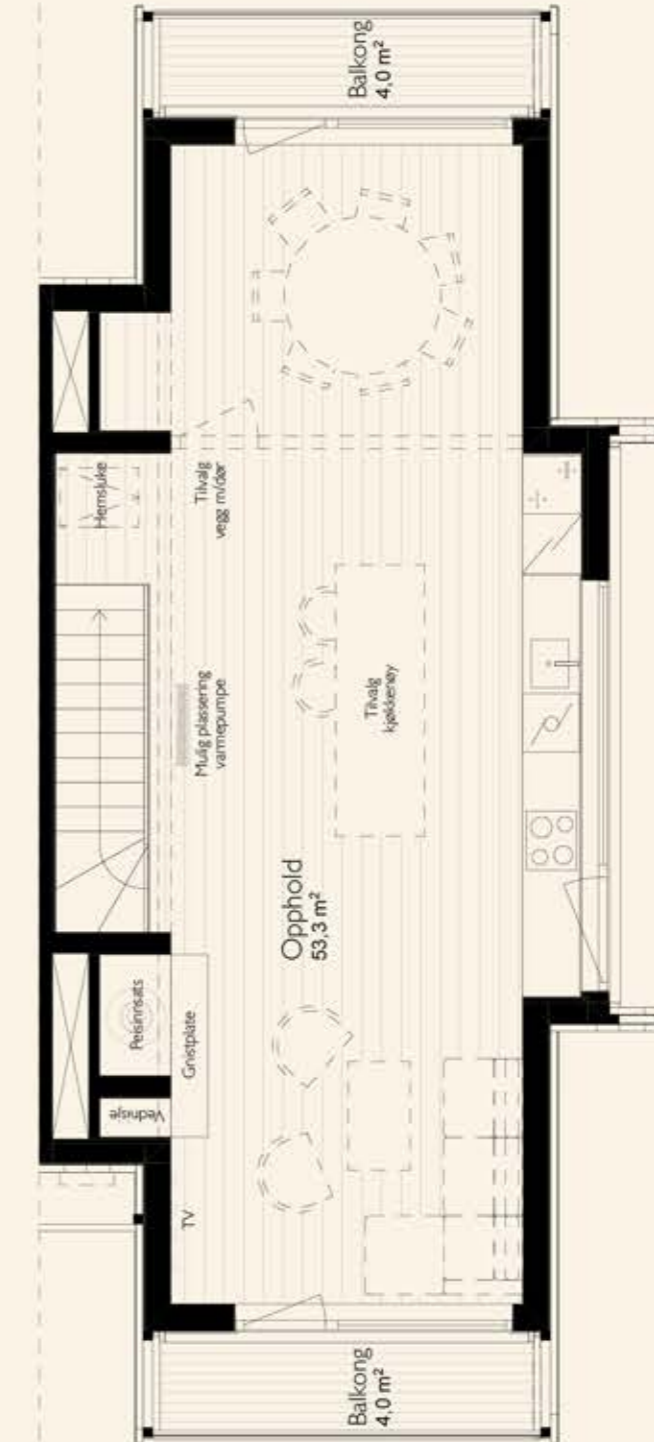 Balkong
4,0 m²
Hemsluke
Tilvalg
vegg m/dør
Mulig plassering
varmepumpe
Tilvalg
kjøkkenøy
Opphold
53,3 m²
Peisinnsats
Gnistplate
Vednisje
TV
Balkong
4,0 m²